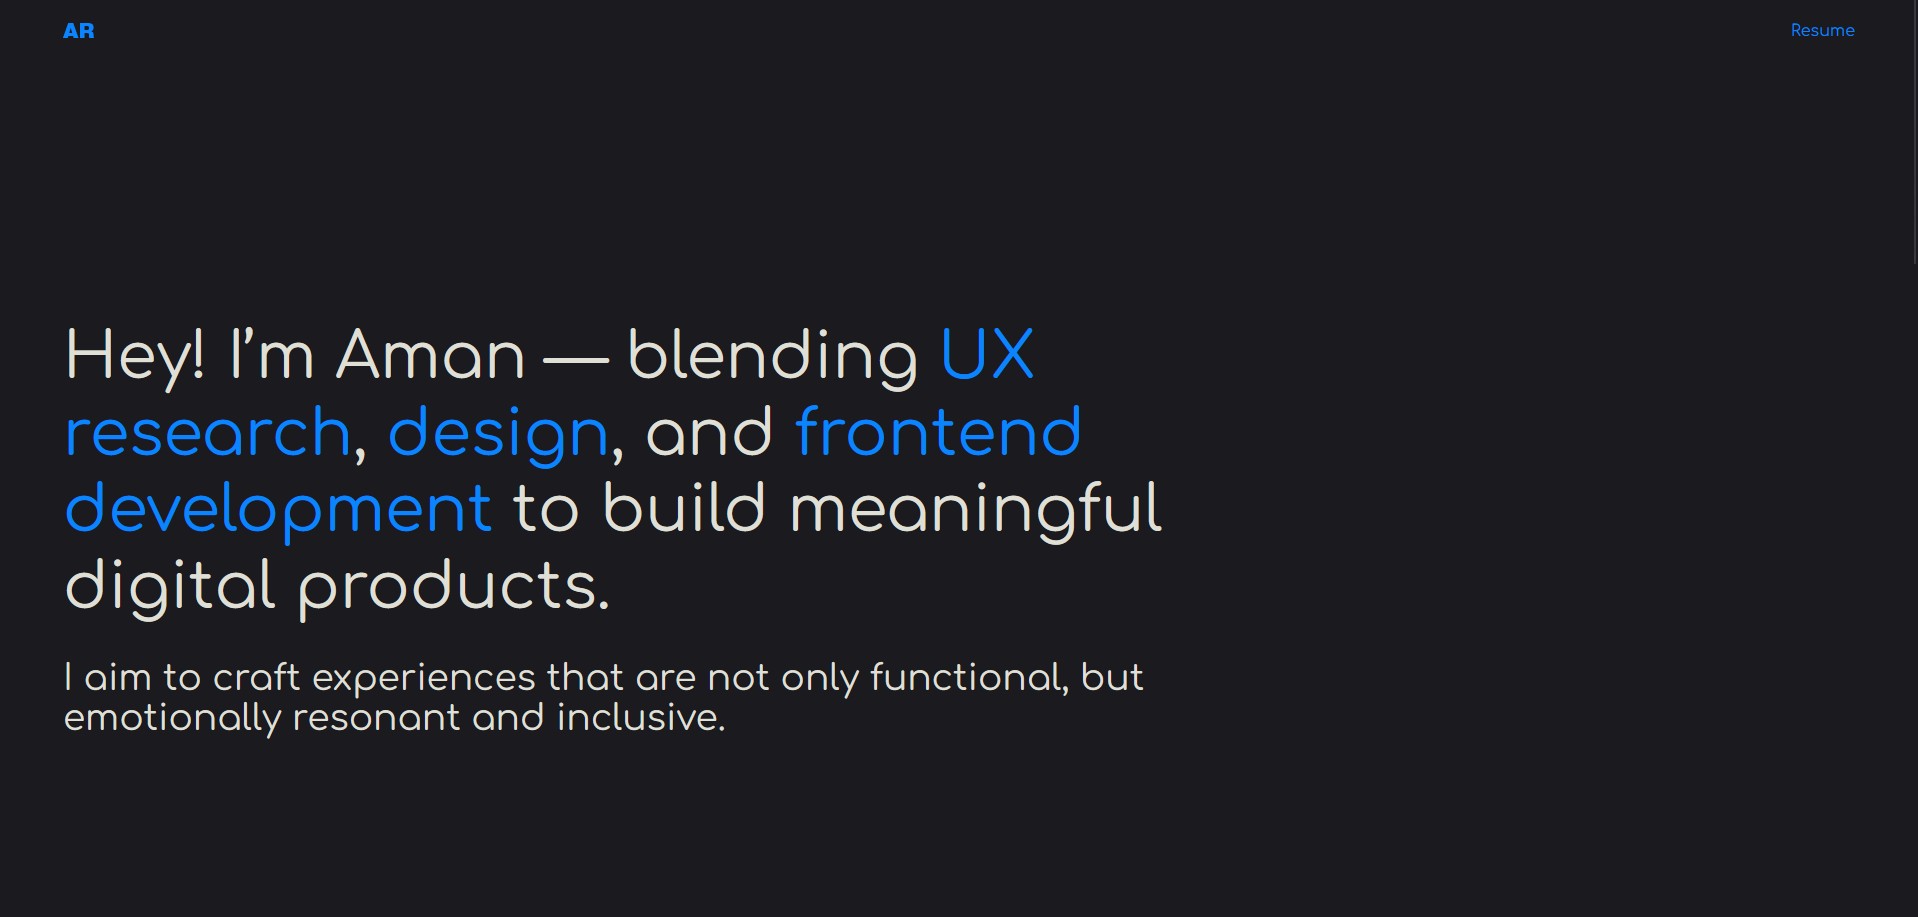 AR
Resume
Hey! I’m Aman — blending UX
research, design, and frontend
development to build meaningful
digital products.
I aim to craft experiences that are not only functional, but
emotionally resonant and inclusive.